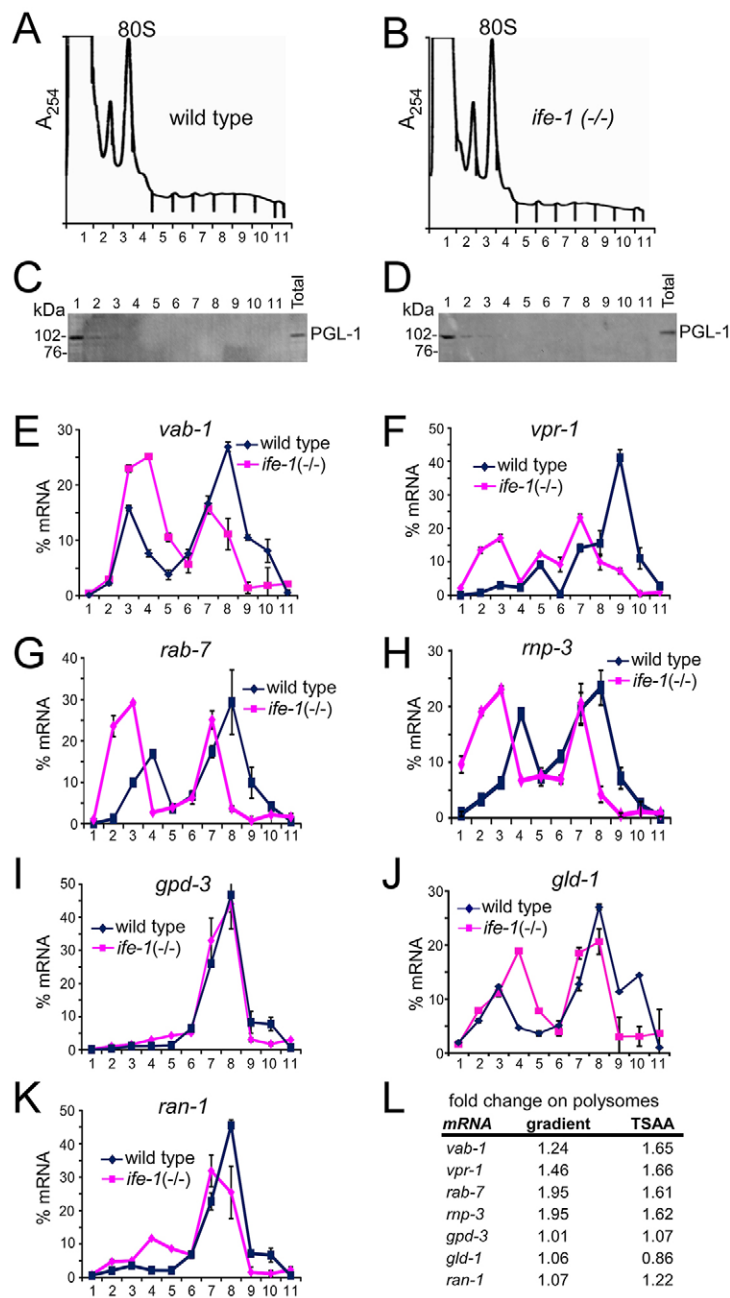 A
80S
A254
wild type
1 2 3 4 5 6 7 8 9 10 11
B
80S
A254
ife-1 (-/-)
1 2 3 4 5 6 7 8 9 10 11
C
kDa 1 2 3 4 5 6 7 8 9 10 11 Total
102- PGL-1
76-
D
kDa 1 2 3 4 5 6 7 8 9 10 11 Total
102- PGL-1
76-
E
vab-1
wild type
ife-1(-/-)
% mRNA
30
20
10
0
1 2 3 4 5 6 7 8 9 10 11
F
vpr-1
wild type
ife-1(-/-)
% mRNA
50
40
30
20
10
0
1 2 3 4 5 6 7 8 9 10 11
G
rab-7
wild type
ife-1(-/-)
% mRNA
40
30
20
10
0
1 2 3 4 5 6 7 8 9 10 11
H
rnp-3
wild type
ife-1(-/-)
% mRNA
30
20
10
0
1 2 3 4 5 6 7 8 9 10 11
I
gpd-3
wild type
ife-1(-/-)
% mRNA
50
40
30
20
10
0
1 2 3 4 5 6 7 8 9 10 11
J
gld-1
wild type
ife-1(-/-)
% mRNA
30
20
10
0
1 2 3 4 5 6 7 8 9 10 11
K
ran-1
wild type
ife-1(-/-)
% mRNA
50
40
30
20
10
0
1 2 3 4 5 6 7 8 9 10 11
L
fold change on polysomes
mRNA gradient TSAA
vab-1 1.24 1.65
vpr-1 1.46 1.66
rab-7 1.95 1.61
rnp-3 1.95 1.62
gpd-3 1.01 1.07
gld-1 1.06 0.86
ran-1 1.07 1.22